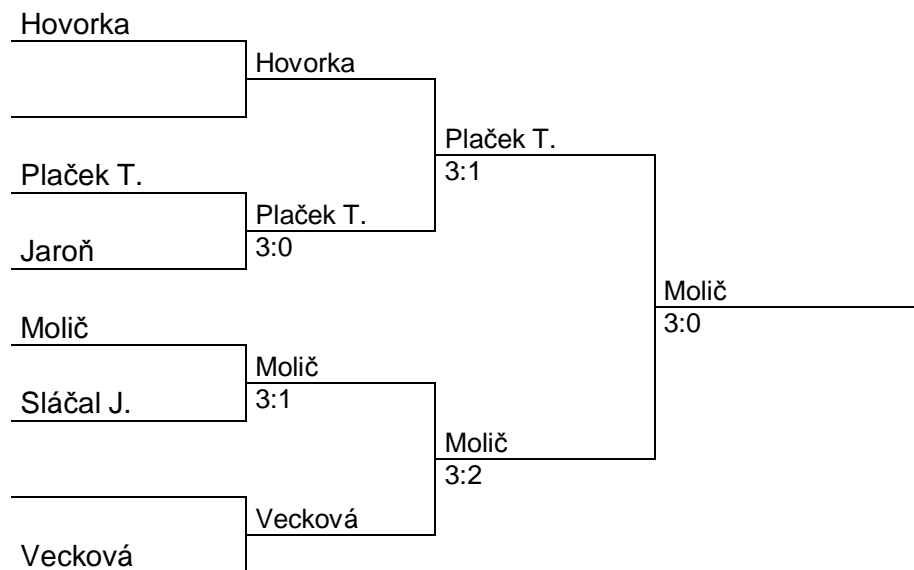 Hovorka
Hovorka
Plaček T.
3:1
Plaček T.
Plaček T.
3:0
Jaroň
Molič
3:0
Molič
Molič
3:1
Sláčal J.
Molič
3:2
Vecková
Vecková